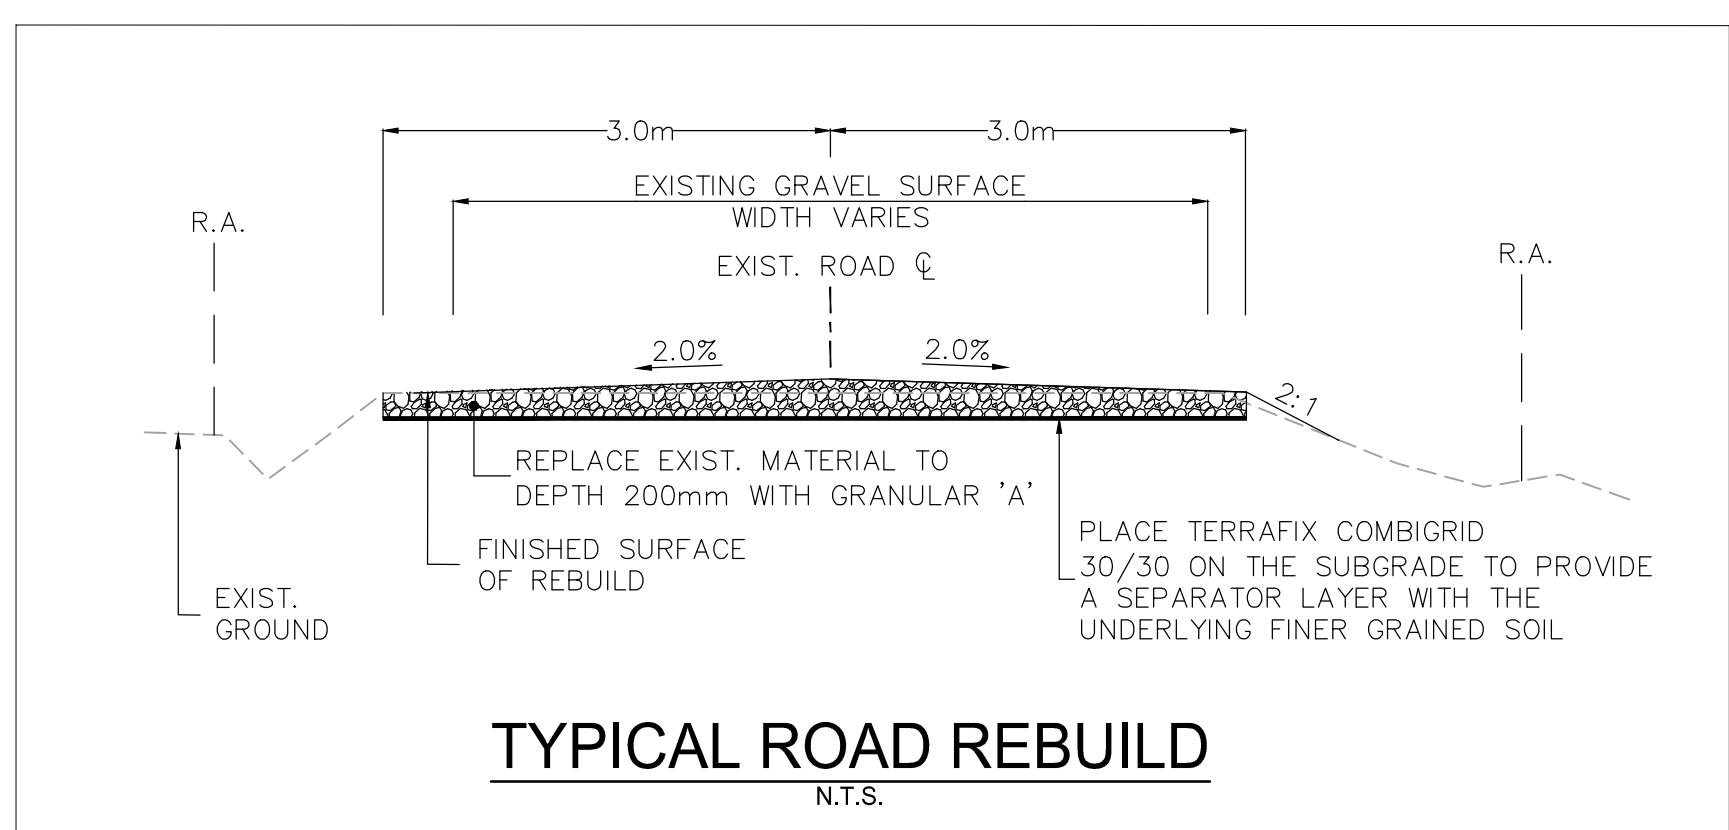 3.0m 3.0m
EXISTING GRAVEL SURFACE
WIDTH VARIES
R.A.
EXIST. ROAD ℄
R.A.
2.0% 2.0%
2:1
REPLACE EXIST. MATERIAL TO
DEPTH 200mm WITH GRANULAR 'A'
FINISHED SURFACE
OF REBUILD
EXIST.
GROUND
PLACE TERRAFIX COMBIGRID
30/30 ON THE SUBGRADE TO PROVIDE
A SEPARATOR LAYER WITH THE
UNDERLYING FINER GRAINED SOIL
TYPICAL ROAD REBUILD
N.T.S.